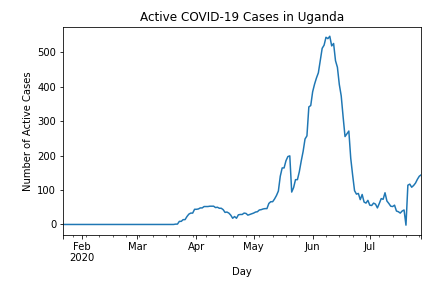 Active COVID-19 Cases in Uganda
Number of Active Cases
500
400
300
200
100
0
Feb
2020
Mar
Apr
May
Jun
Jul
Day